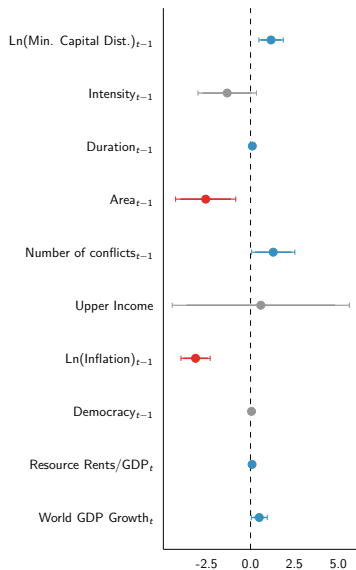 Ln(Min. Capital Dist.)t−1
Intensityt−1
Durationt−1
Areat−1
Number of conflictst−1
Upper Income
Ln(Inflation)t−1
Democracyt−1
Resource Rents/GDPt
World GDP Growtht
-2.5 0.0 2.5 5.0